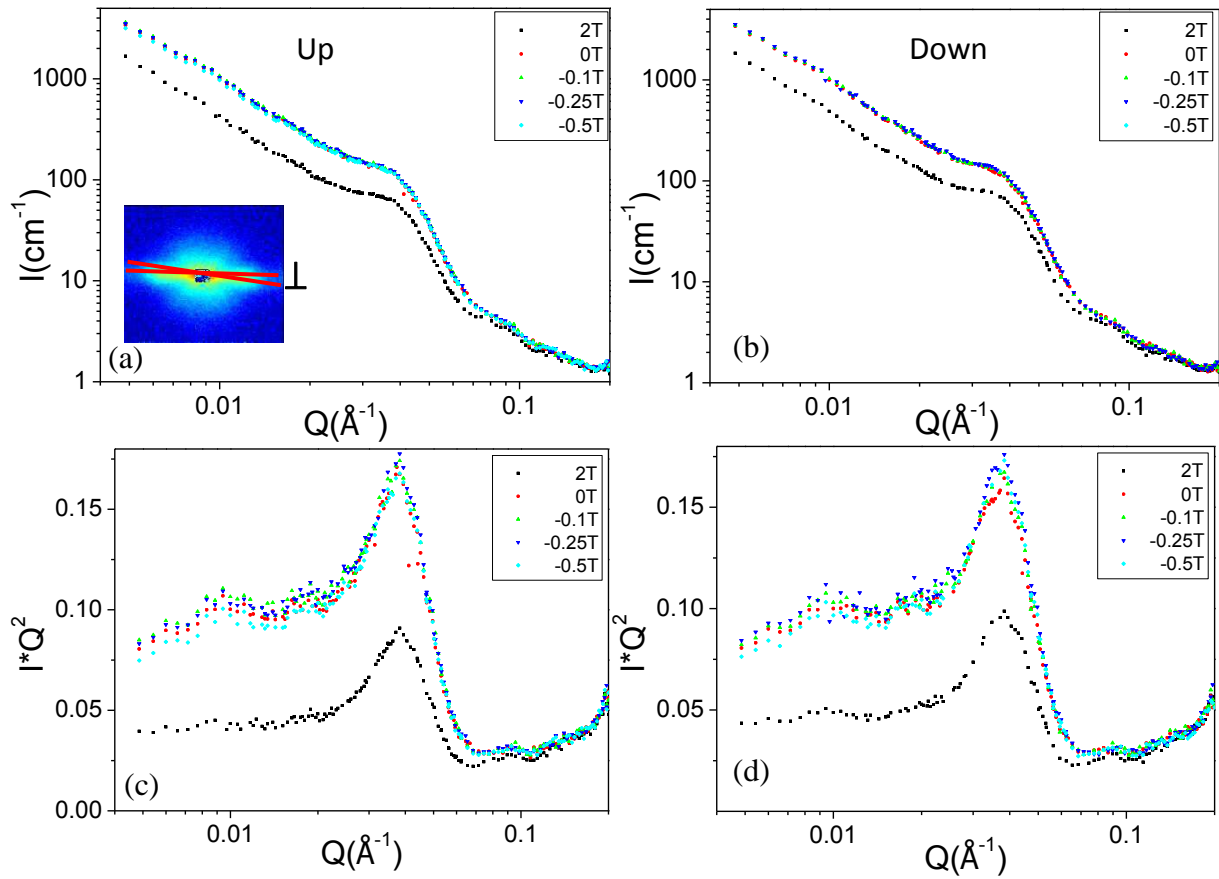 1000
100
10
1
I(cm⁻¹)
Up
2T
0T
-0.1T
-0.25T
-0.5T
⊥
(a)
0.01
0.1
Q(Å⁻¹)
1000
100
10
1
I(cm⁻¹)
Down
2T
0T
-0.1T
-0.25T
-0.5T
(b)
0.01
0.1
Q(Å⁻¹)
0.15
0.10
0.05
0.00
I*Q²
2T
0T
-0.1T
-0.25T
-0.5T
(c)
0.01
0.1
Q(Å⁻¹)
0.15
0.10
0.05
I*Q²
2T
0T
-0.1T
-0.25T
-0.5T
(d)
0.01
0.1
Q(Å⁻¹)